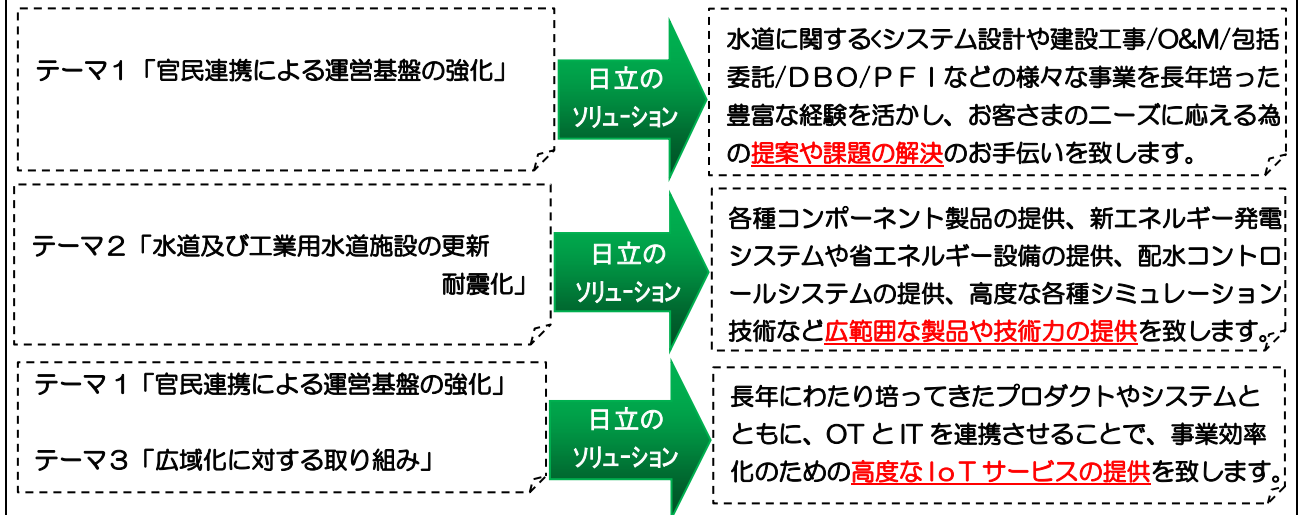 テーマ１「官民連携による運営基盤の強化」
日立の
ソリューション
水道に関する<システム設計や建設工事/O&M/包括
委託/ＤＢＯ/ＰＦＩなどの様々な事業を長年培った
豊富な経験を活かし、お客さまのニーズに応える為
の提案や課題の解決のお手伝いを致します。
テーマ２「水道及び工業用水道施設の更新
耐震化」
日立の
ソリューション
各種コンポーネント製品の提供、新エネルギー発電
システムや省エネルギー設備の提供、配水コントロ
ールシステムの提供、高度な各種シミュレーション
技術など広範囲な製品や技術力の提供を致します。
テーマ１「官民連携による運営基盤の強化」
テーマ３「広域化に対する取り組み」
日立の
ソリューション
長年にわたり培ってきたプロダクトやシステムと
ともに、OT と IT を連携させることで、事業効率
化のための高度なＩｏＴサービスの提供を致します。